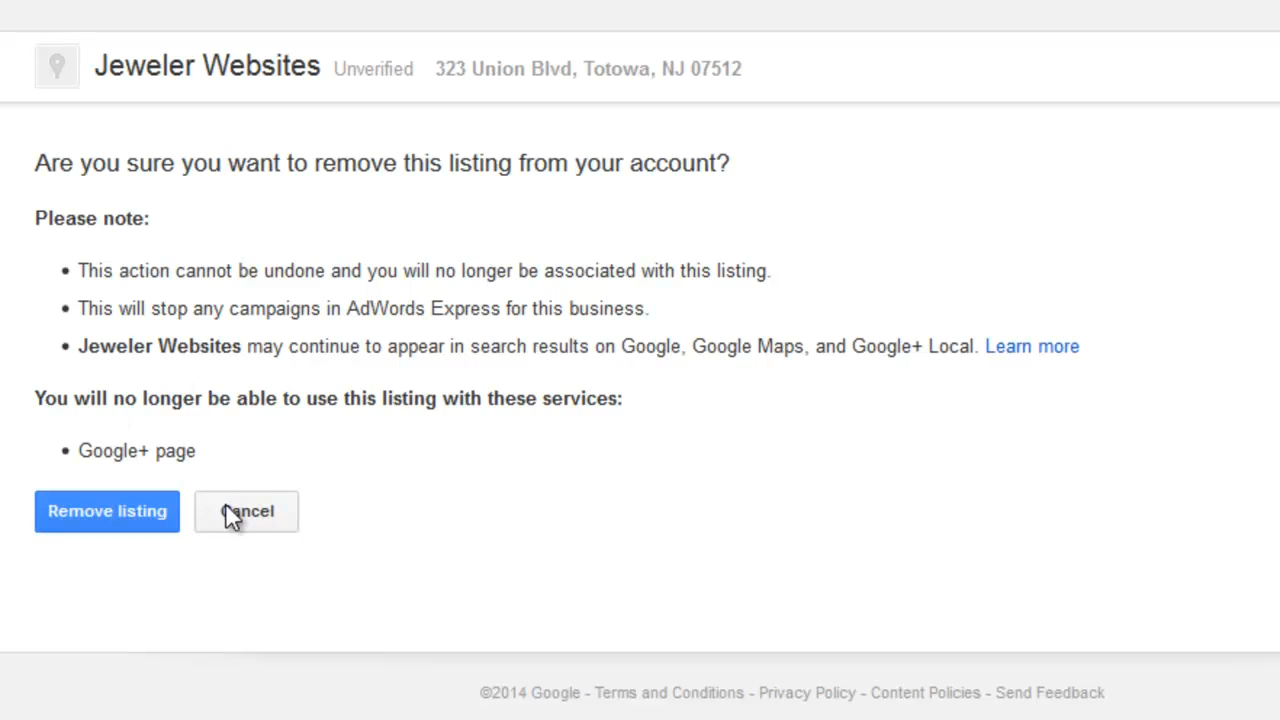 Jeweler Websites Unverified 323 Union Blvd, Totowa, NJ 07512
Are you sure you want to remove this listing from your account?
Please note:
• This action cannot be undone and you will no longer be associated with this listing.
• This will stop any campaigns in AdWords Express for this business.
• Jeweler Websites may continue to appear in search results on Google, Google Maps, and Google+ Local. Learn more
You will no longer be able to use this listing with these services:
• Google+ page
Remove listing Cancel
©2014 Google - Terms and Conditions - Privacy Policy - Content Policies - Send Feedback